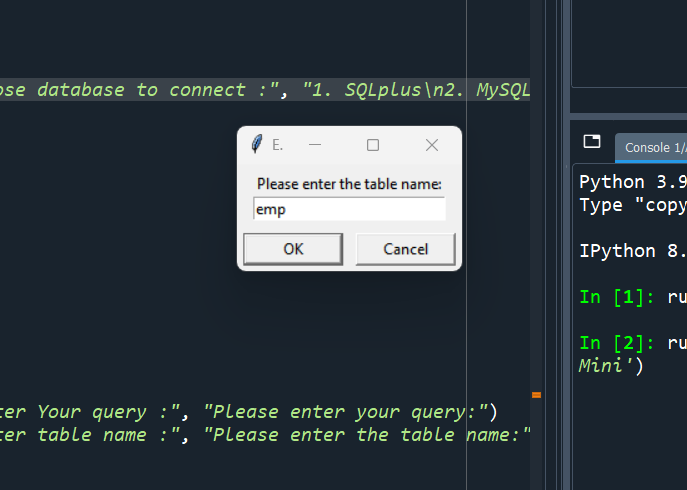 ose database to connect :", "1. SQLplus\n2. MySQL
E.
Please enter the table name:
emp
OK
Cancel
ter Your query :", "Please enter your query:")
ter table name :", "Please enter the table name:"
Console 1/
Python 3.9
Type "copy
IPython 8.
In [1]: ru
In [2]: ru
Mini')